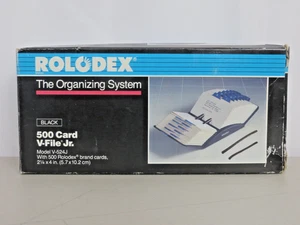 ROLODEX®
The Organizing System
BLACK
500 Card
V-File® Jr.
Model V-524J
With 500 Rolodex® brand cards,
2¼ x 4 in. (5.7 x 10.2 cm)